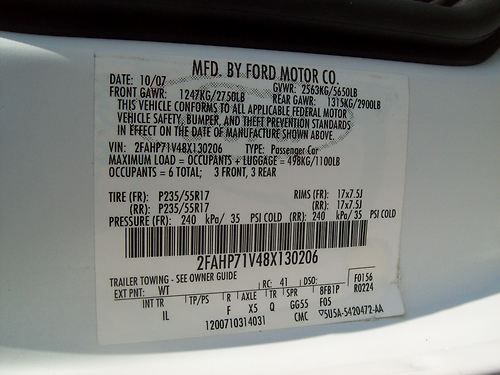 MFD. BY FORD MOTOR CO.
DATE: 10/07 GVWR: 2563KG/5650LB
FRONT GAWR: 1247KG/2750LB REAR GAWR: 1315KG/2900LB
THIS VEHICLE CONFORMS TO ALL APPLICABLE FEDERAL MOTOR
VEHICLE SAFETY, BUMPER, AND THEFT PREVENTION STANDARDS
IN EFFECT ON THE DATE OF MANUFACTURE SHOWN ABOVE.
VIN: 2FAHP71V48X130206 TYPE: Passenger Car
MAXIMUM LOAD = OCCUPANTS + LUGGAGE = 498KG/1100LB
OCCUPANTS = 6 TOTAL; 3 FRONT, 3 REAR
TIRE (FR): P235/55R17 RIMS (FR): 17x7.5J
(RR): P235/55R17 (RR): 17x7.5J
PRESSURE (FR): 240 kPa/ 35 PSI COLD (RR): 240 kPa/ 35 PSI COLD
2FAHP71V48X130206
TRAILER TOWING - SEE OWNER GUIDE
EXT PNT: WT RC: 41 DSO: F0156
R0224
INT TR TP/PS R AXLE TR SPR BFB1P
IL F X5 Q GG55 F05
1200710314031 CMC ▽5U5A-5420472-AA